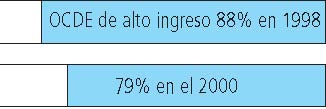 OCDE de alto ingreso 88% en 1998
79% en el 2000